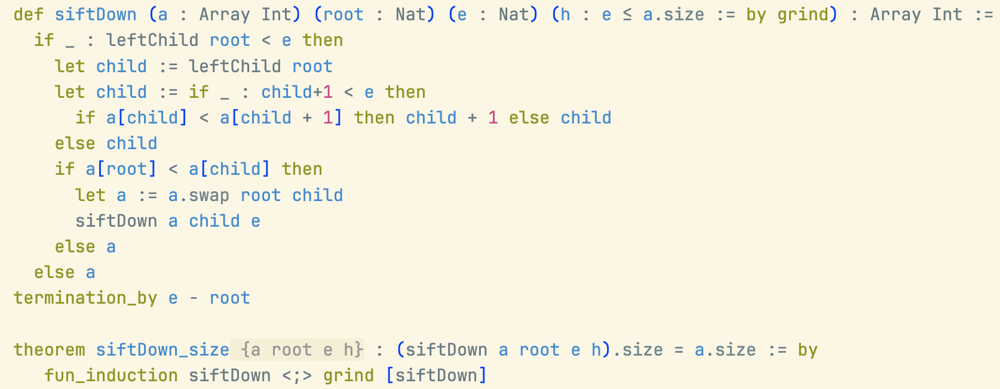 def siftDown (a : Array Int) (root : Nat) (e : Nat) (h : e ≤ a.size := by grind) : Array Int :=
  if _ : leftChild root < e then
    let child := leftChild root
    let child := if _ : child+1 < e then
      if a[child] < a[child + 1] then child + 1 else child
    else child
    if a[root] < a[child] then
      let a := a.swap root child
      siftDown a child e
    else a
  else a
termination_by e - root

theorem siftDown_size {a root e h} : (siftDown a root e h).size = a.size := by
   fun_induction siftDown <;> grind [siftDown]